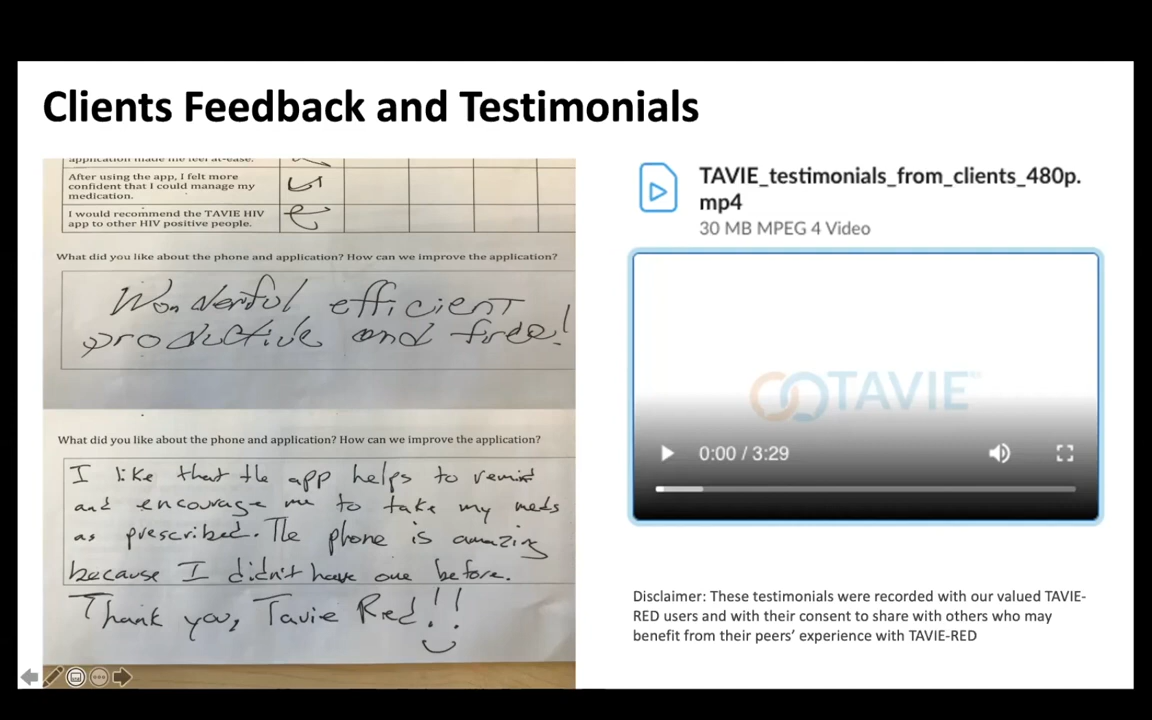 Clients Feedback and Testimonials
application made me feel at-ease.
After using the app, I felt more
confident that I could manage my
medication.
I would recommend the TAVIE HIV
app to other HIV positive people.
What did you like about the phone and application? How can we improve the application?
Wonderful efficient
productive and free!
What did you like about the phone and application? How can we improve the application?
I like that the app helps to remind
and encourage me to take my meds
as prescribed. The phone is amazing
because I didn't have one before.
Thank you, Tavie Red!!
TAVIE_testimonials_from_clients_480p.
mp4
30 MB MPEG 4 Video
TAVIE
0:00 / 3:29
Disclaimer: These testimonials were recorded with our valued TAVIE-
RED users and with their consent to share with others who may
benefit from their peers' experience with TAVIE-RED